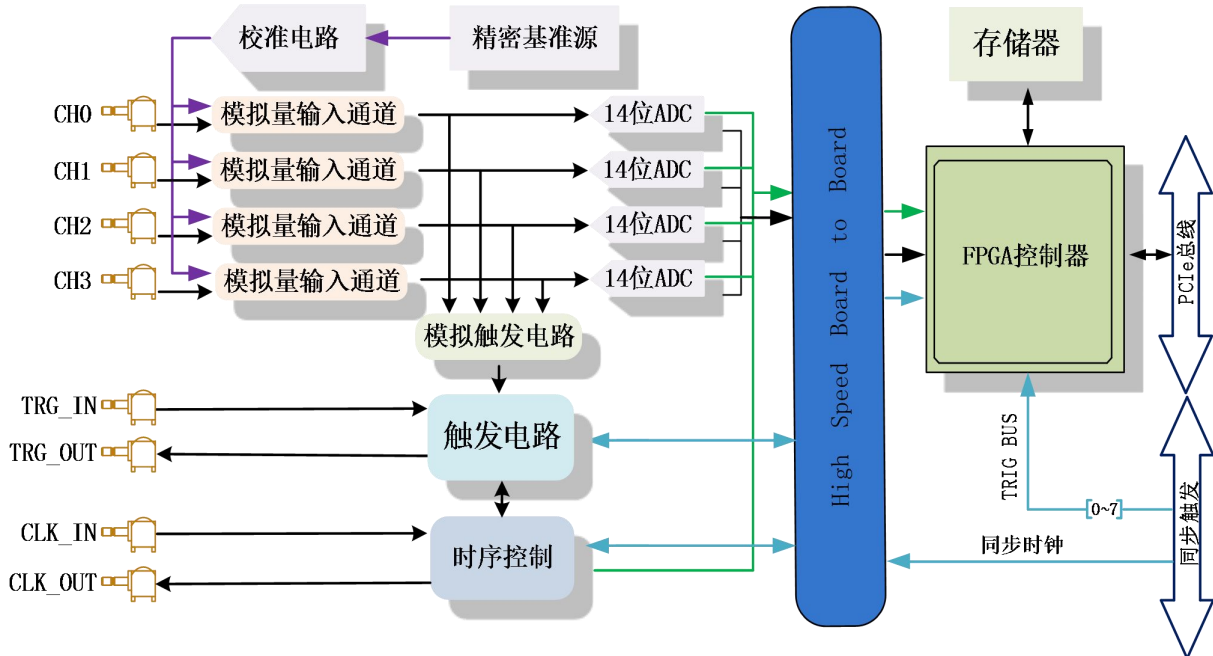 校准电路
精密基准源
存储器
CH0
模拟量输入通道
14位ADC
CH1
模拟量输入通道
14位ADC
CH2
模拟量输入通道
14位ADC
CH3
模拟量输入通道
14位ADC
模拟触发电路
High Speed Board to Board
FPGA控制器
PCIe总线
TRG_IN
TRG_OUT
触发电路
TRIG BUS
[0~7]
同步触发
CLK_IN
CLK_OUT
时序控制
同步时钟